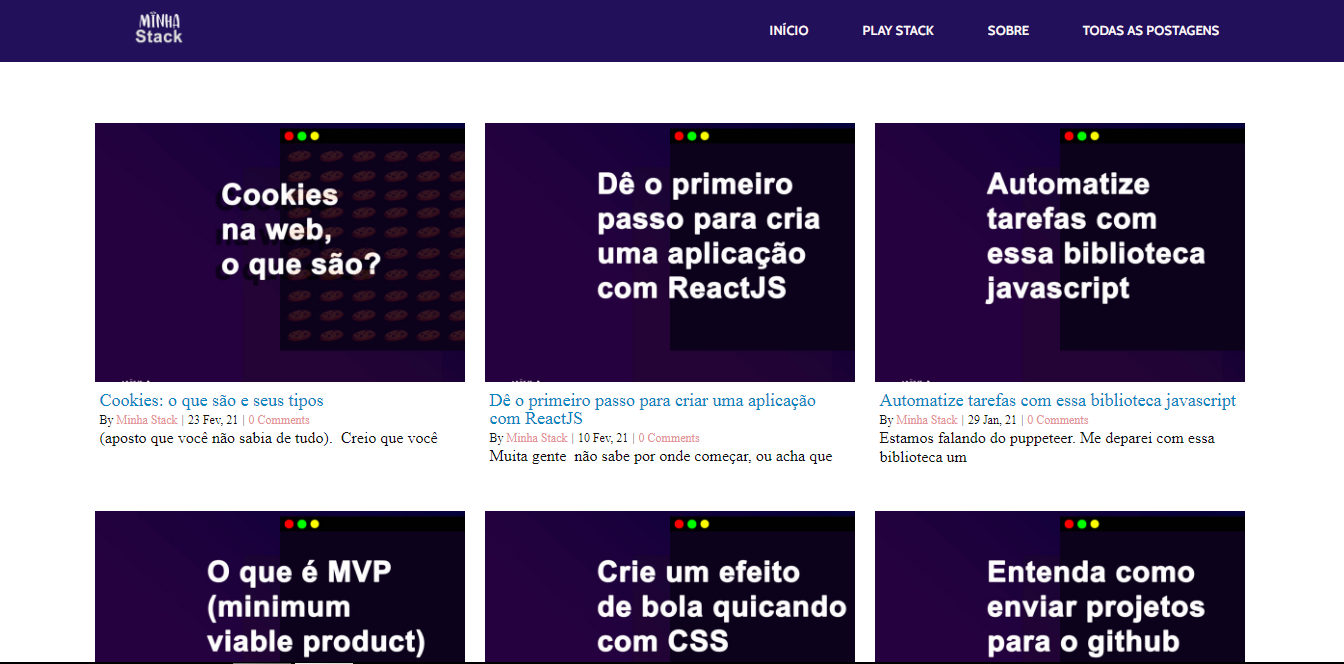 MINHA
Stack
INÍCIO
PLAY STACK
SOBRE
TODAS AS POSTAGENS
Cookies
na web,
o que são?
Dê o primeiro
passo para cria
uma aplicação
com ReactJS
Automatize
tarefas com
essa biblioteca
javascript
Cookies: o que são e seus tipos
By Minha Stack | 23 Fev, 21 | 0 Comments
(aposto que você não sabia de tudo).  Creio que você
Dê o primeiro passo para criar uma aplicação
com ReactJS
By Minha Stack | 10 Fev, 21 | 0 Comments
Muita gente  não sabe por onde começar, ou acha que
Automatize tarefas com essa biblioteca javascript
By Minha Stack | 29 Jan, 21 | 0 Comments
Estamos falando do puppeteer. Me deparei com essa
biblioteca um
O que é MVP
(minimum
viable product)
Crie um efeito
de bola quicando
com CSS
Entenda como
enviar projetos
para o github